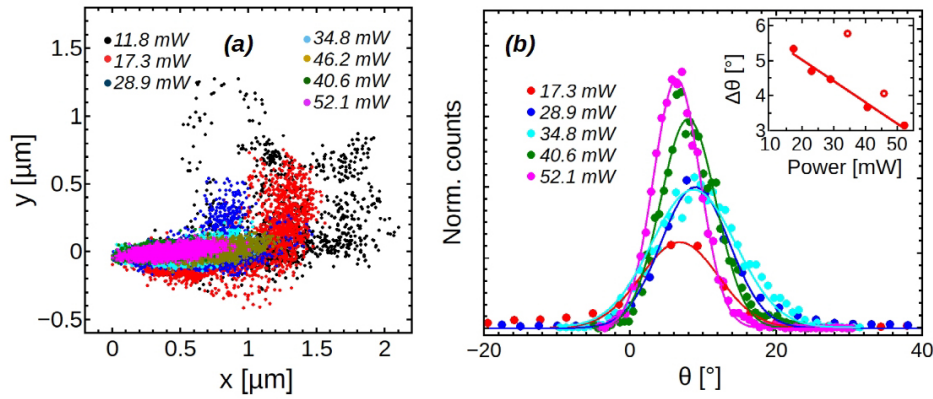 (a)
11.8 mW
17.3 mW
28.9 mW
34.8 mW
46.2 mW
40.6 mW
52.1 mW
1.5
1
0.5
0
−0.5
y [μm]
0
0.5
1
1.5
2
x [μm]
(b)
17.3 mW
28.9 mW
34.8 mW
40.6 mW
52.1 mW
Norm. counts
−20
0
20
40
θ [°]
6
5
4
3
Δθ [°]
10
20
30
40
50
Power [mW]